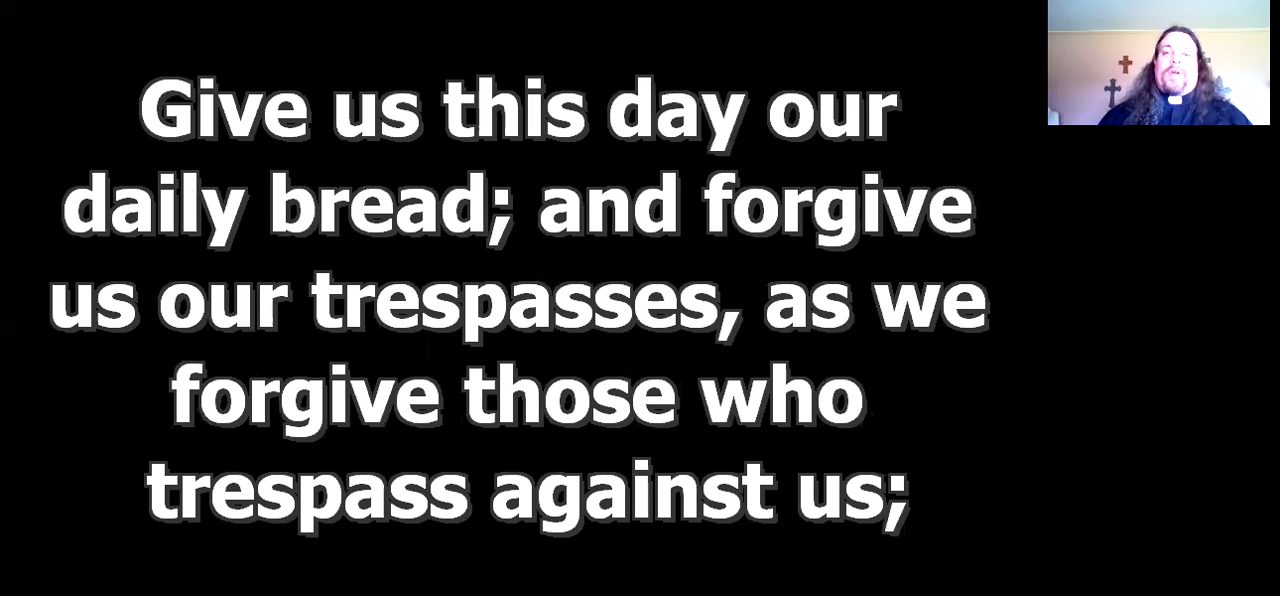 Give us this day our
daily bread; and forgive
us our trespasses, as we
forgive those who
trespass against us;